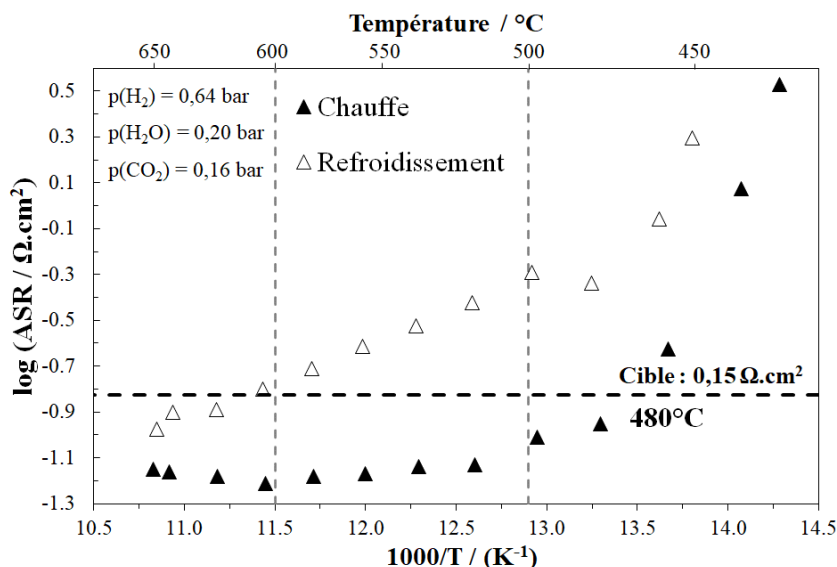 Température / °C
650 600 550 500 450
p(H₂) = 0,64 bar
p(H₂O) = 0,20 bar
p(CO₂) = 0,16 bar
Chauffe
Refroidissement
log (ASR / Ω.cm²)
0.5
0.3
0.1
-0.1
-0.3
-0.5
-0.7
-0.9
-1.1
-1.3
Cible : 0,15 Ω.cm²
480°C
10.5 11.0 11.5 12.0 12.5 13.0 13.5 14.0 14.5
1000/T / (K⁻¹)